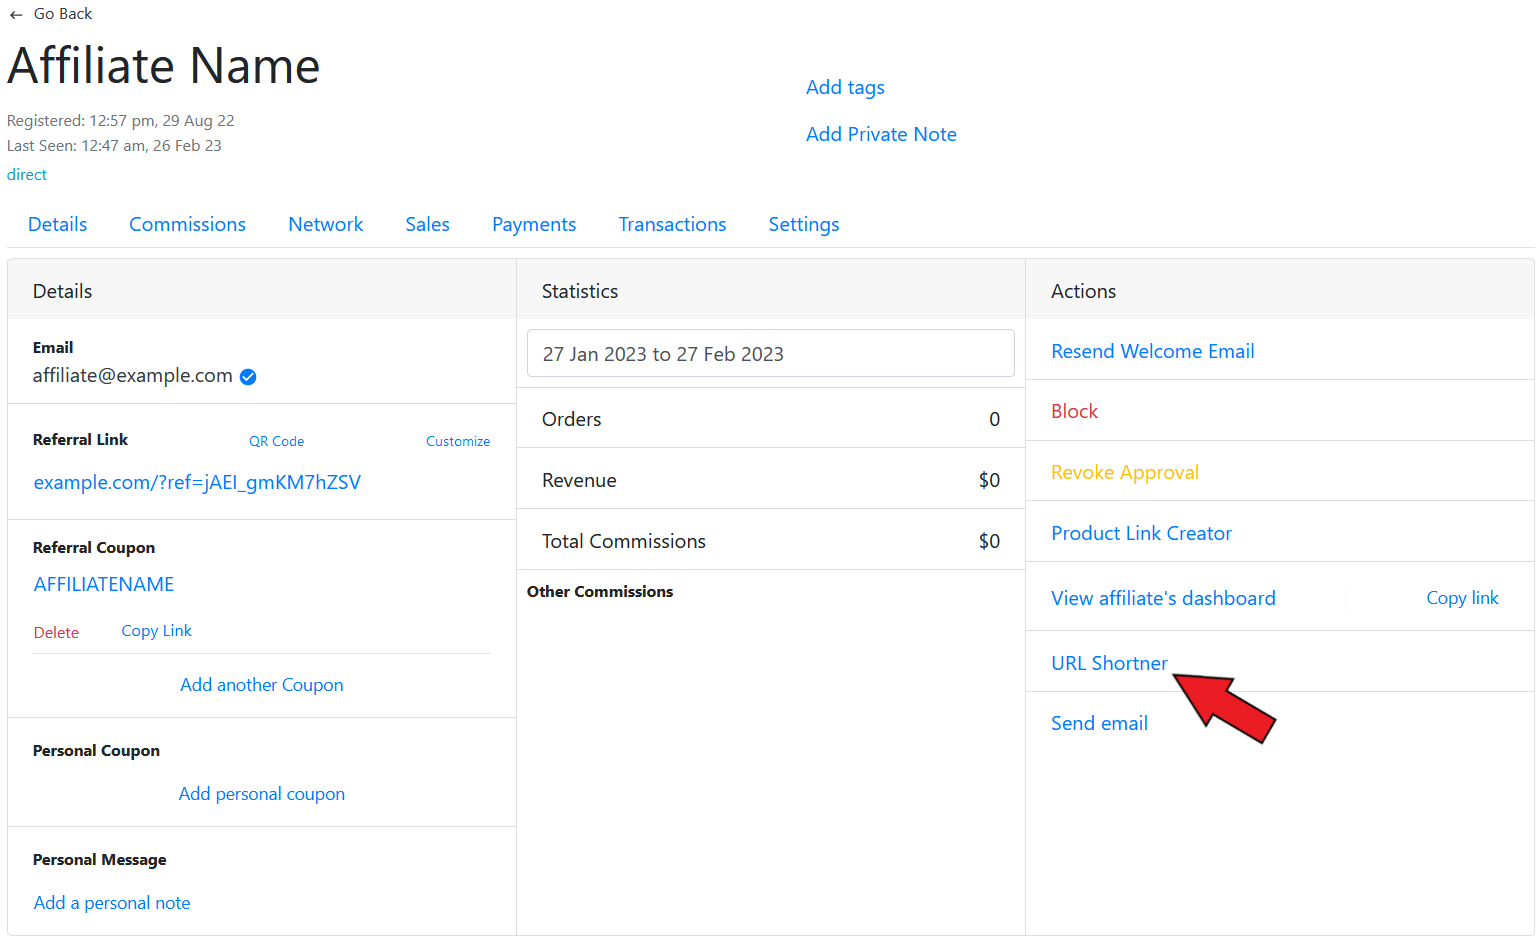 ← Go Back
Affiliate Name
Registered: 12:57 pm, 29 Aug 22
Last Seen: 12:47 am, 26 Feb 23
direct
Add tags
Add Private Note
Details Commissions Network Sales Payments Transactions Settings
Details
Email
affiliate@example.com
Referral Link QR Code Customize
example.com/?ref=jAEI_gmKM7hZSV
Referral Coupon
AFFILIATENAME
Delete Copy Link
Add another Coupon
Personal Coupon
Add personal coupon
Personal Message
Add a personal note
Statistics
27 Jan 2023 to 27 Feb 2023
Orders 0
Revenue $0
Total Commissions $0
Other Commissions
Actions
Resend Welcome Email
Block
Revoke Approval
Product Link Creator
View affiliate's dashboard Copy link
URL Shortner
Send email